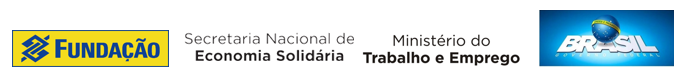 FUNDAÇÃO
Secretaria Nacional de
Economia Solidária
Ministério do
Trabalho e Emprego
BRASIL